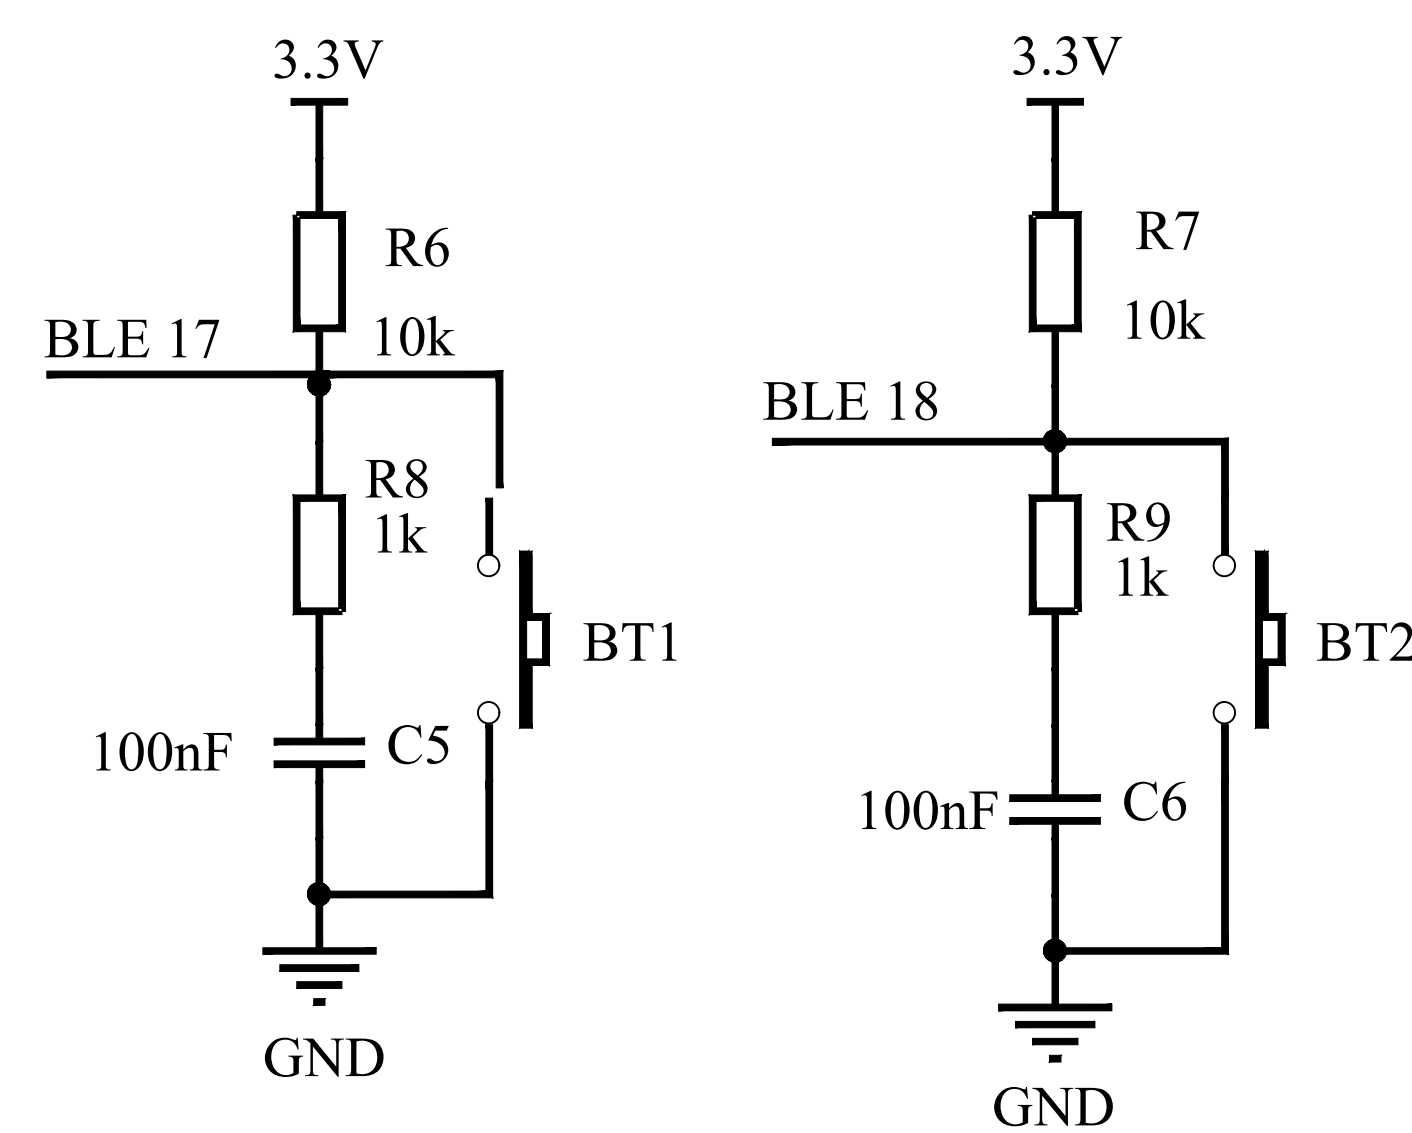 3.3V
R6
10k
BLE 17
R8
1k
BT1
100nF
C5
GND
3.3V
R7
10k
BLE 18
R9
1k
BT2
100nF
C6
GND